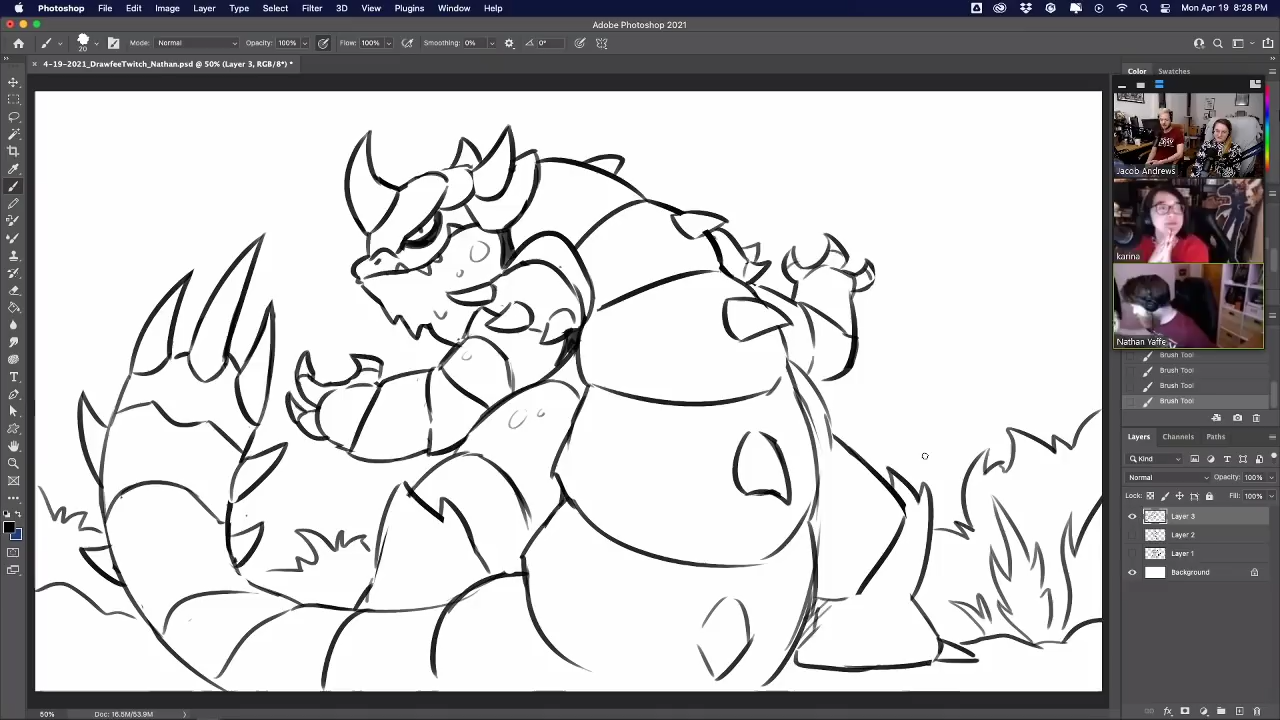 Photoshop File Edit Image Layer Type Select Filter 3D View Plugins Window Help Mon Apr 19 8:28 PM
Adobe Photoshop 2021
20 Mode: Normal Opacity: 100% Flow: 100% Smoothing: 0% 0°
4-19-2021_DrawfeeTwitch_Nathan.psd @ 50% (Layer 3, RGB/8*) *
Color Swatches
Jacob Andrews
karina
Nathan Yaffe
Brush Tool
Brush Tool
Brush Tool
Brush Tool
Layers Channels Paths
Kind
Normal Opacity: 100%
Lock: Fill: 100%
Layer 3
Layer 2
Layer 1
Background
50% Doc: 16.5M/53.9M